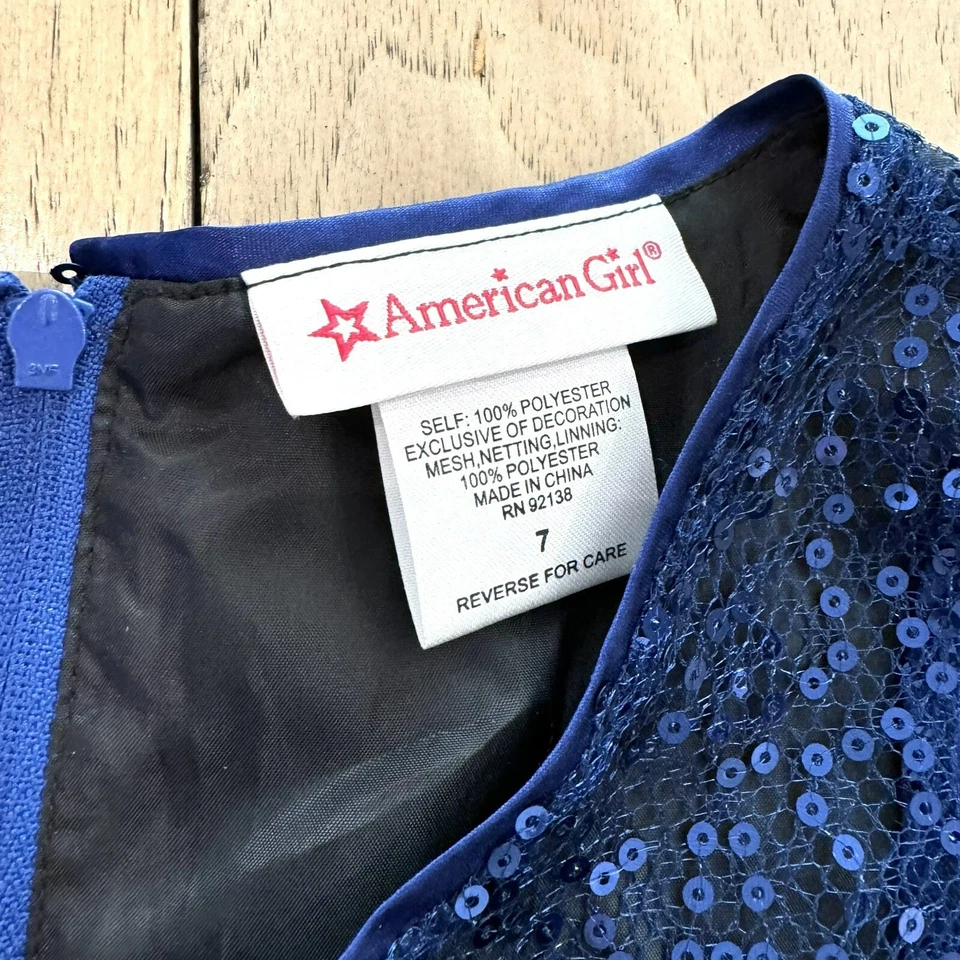 American Girl®
SELF: 100% POLYESTER
EXCLUSIVE OF DECORATION
MESH,NETTING,LINNING:
100% POLYESTER
MADE IN CHINA
RN 92138
7
REVERSE FOR CARE